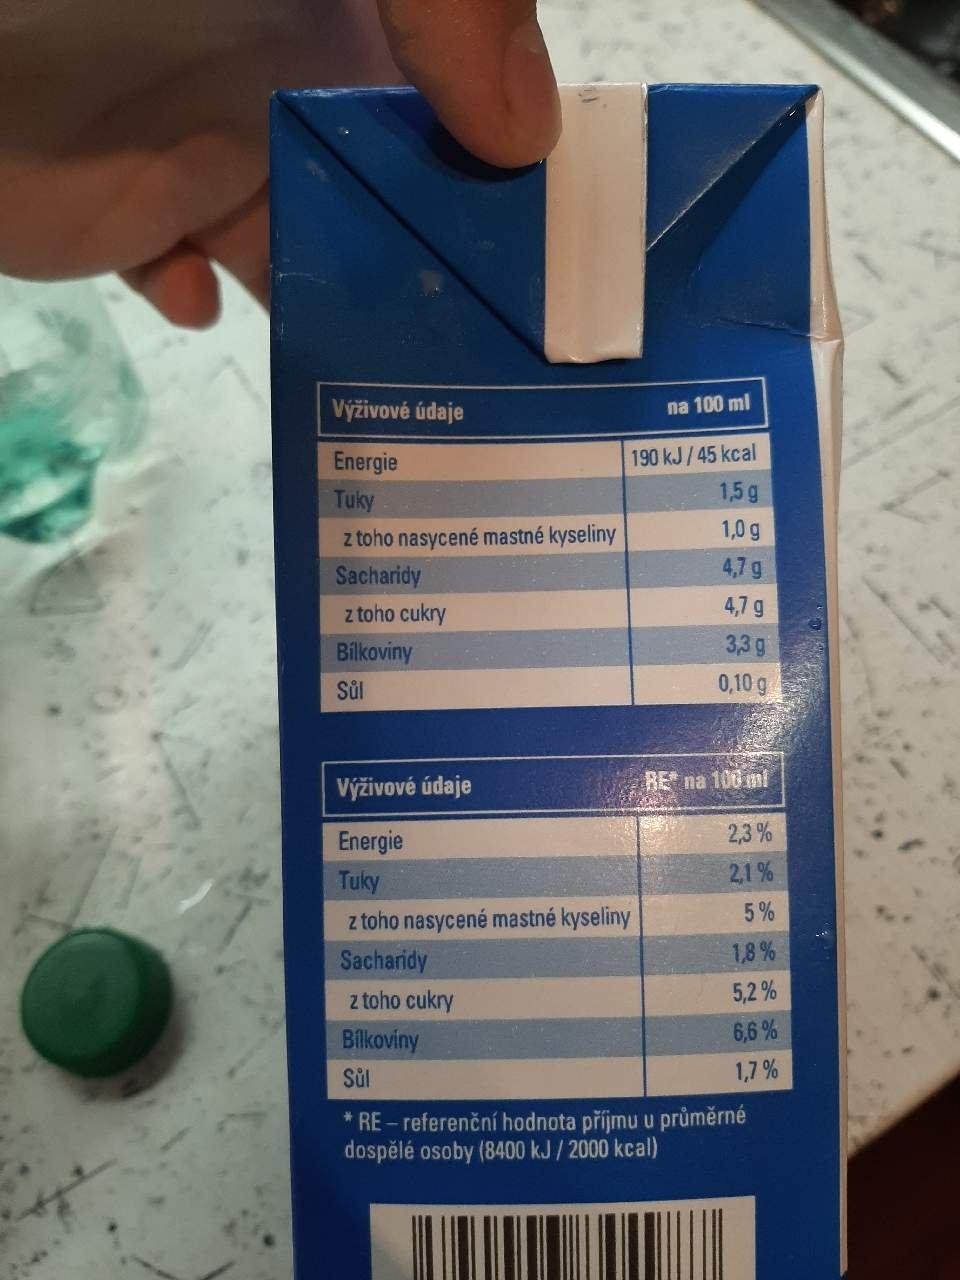 Výživové údaje na 100 ml
Energie 190 kJ / 45 kcal
Tuky 1,5 g
z toho nasycené mastné kyseliny 1,0 g
Sacharidy 4,7 g
z toho cukry 4,7 g
Bílkoviny 3,3 g
Sůl 0,10 g
Výživové údaje RE* na 100 ml
Energie 2,3 %
Tuky 2,1 %
z toho nasycené mastné kyseliny 5 %
Sacharidy 1,8 %
z toho cukry 5,2 %
Bílkoviny 6,6 %
Sůl 1,7 %
* RE – referenční hodnota příjmu u průměrné
dospělé osoby (8400 kJ / 2000 kcal)